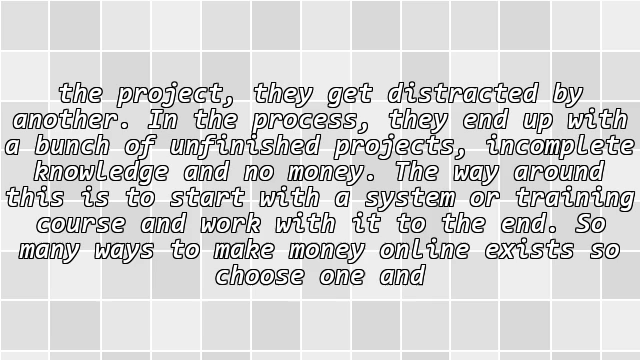 the project, they get distracted by
another. In the process, they end up with
a bunch of unfinished projects, incomplete
knowledge and no money. The way around
this is to start with a system or training
course and work with it to the end. So
many ways to make money online exists so
choose one and